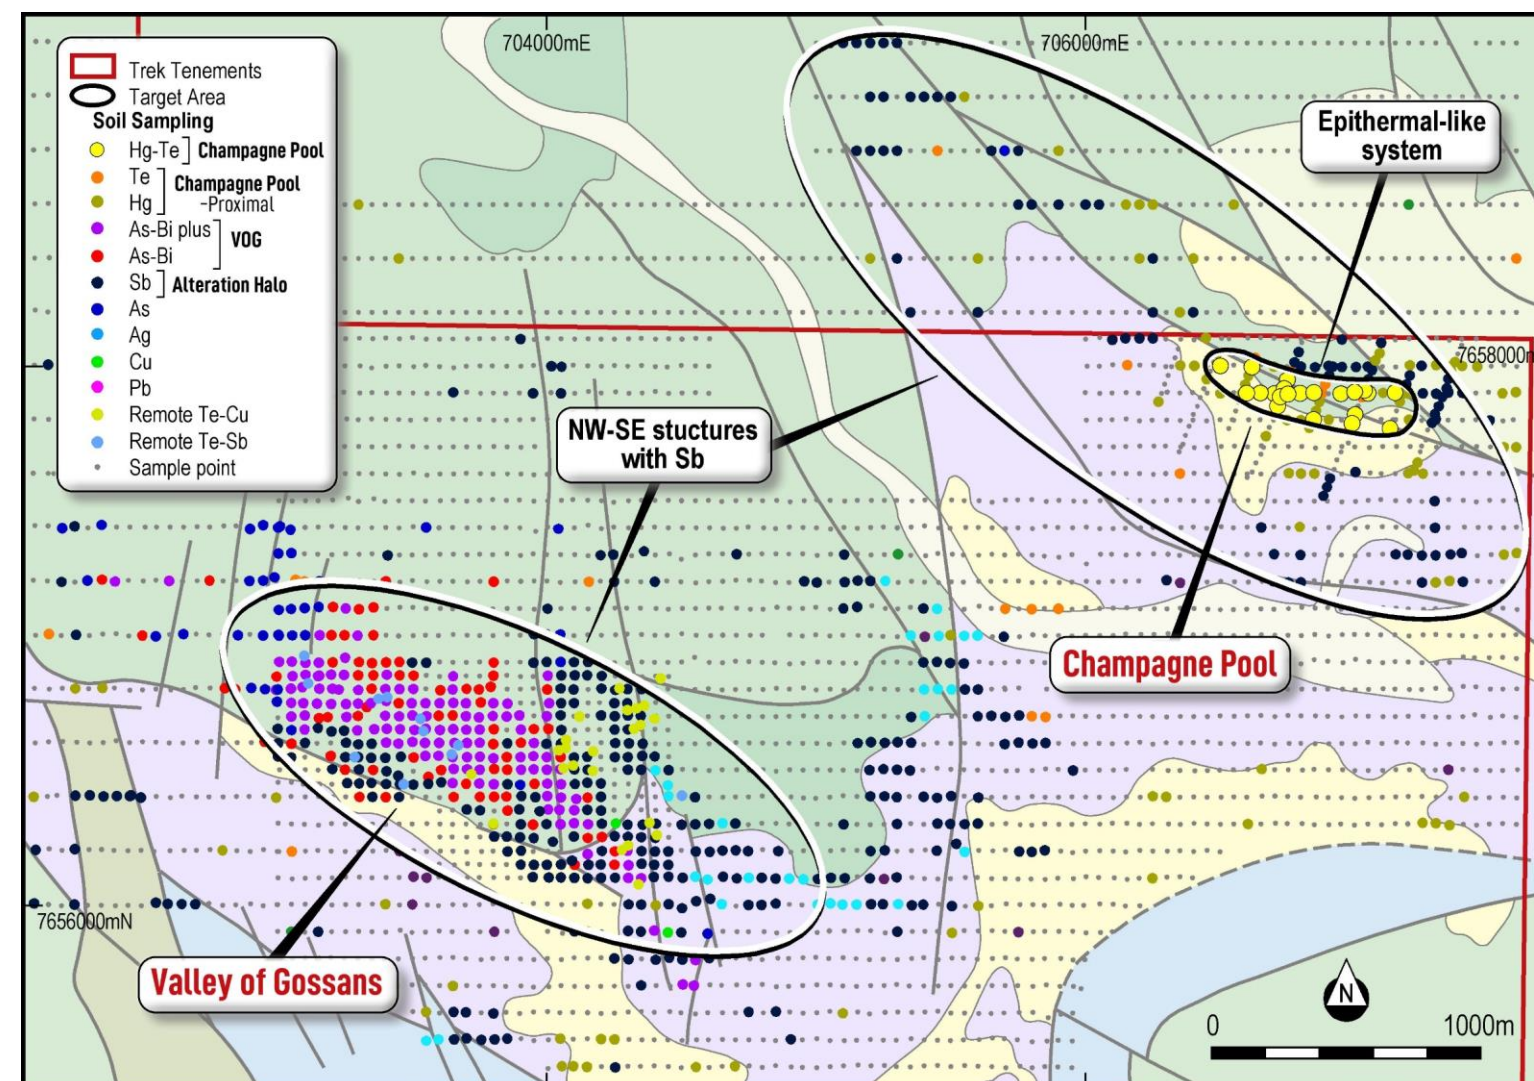 704000mE
706000mE
Trek Tenements
Target Area
Soil Sampling
Hg-Te
Champagne Pool
Te
Hg
Champagne Pool
-Proximal
As-Bi plus
As-Bi
VOG
Sb
Alteration Halo
As
Ag
Cu
Pb
Remote Te-Cu
Remote Te-Sb
Sample point
Epithermal-like
system
7658000m
NW-SE stuctures
with Sb
Champagne Pool
7656000mN
Valley of Gossans
N
0
1000m